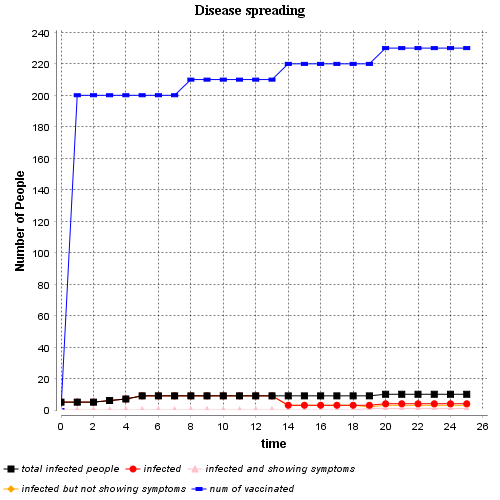 Disease spreading
240
220
200
180
160
140
120
100
80
60
40
20
0
Number of People
0 2 4 6 8 10 12 14 16 18 20 22 24 26
time
total infected people infected infected and showing symptoms
infected but not showing symptoms num of vaccinated